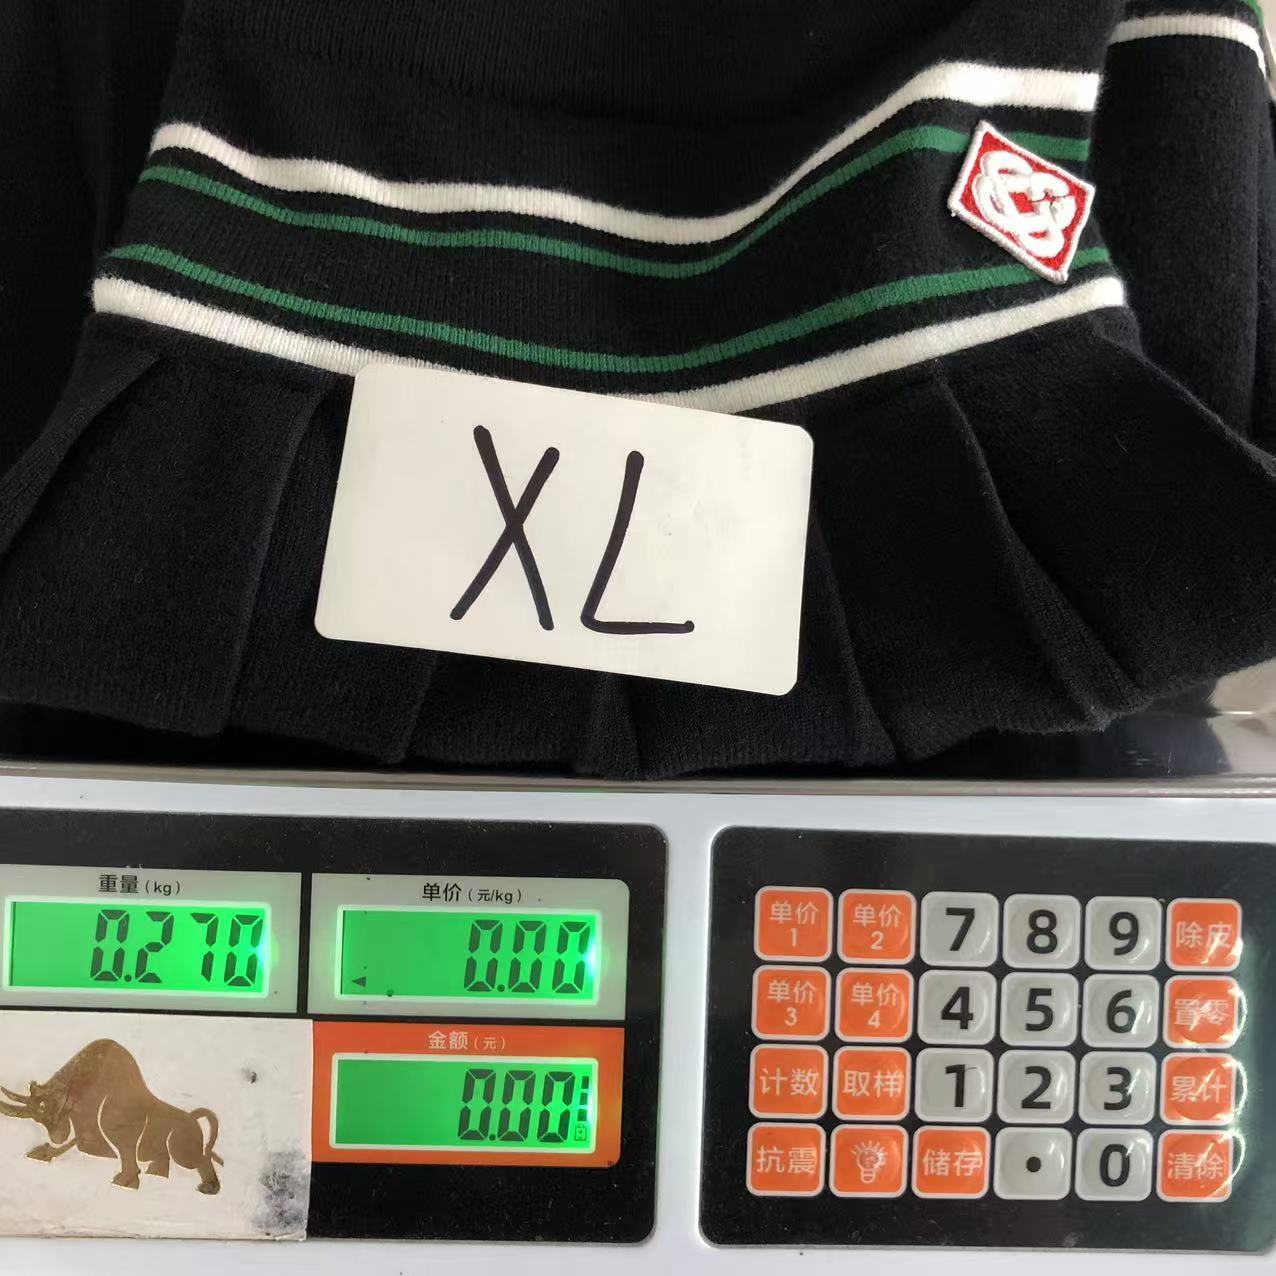 XL
重量(kg)
0.270
单价(元/kg)
0.00
金额(元)
0.00
单价1 单价2 7 8 9 除皮
单价3 单价4 4 5 6 置零
计数 取样 1 2 3 累计
抗震 储存 · 0 清除